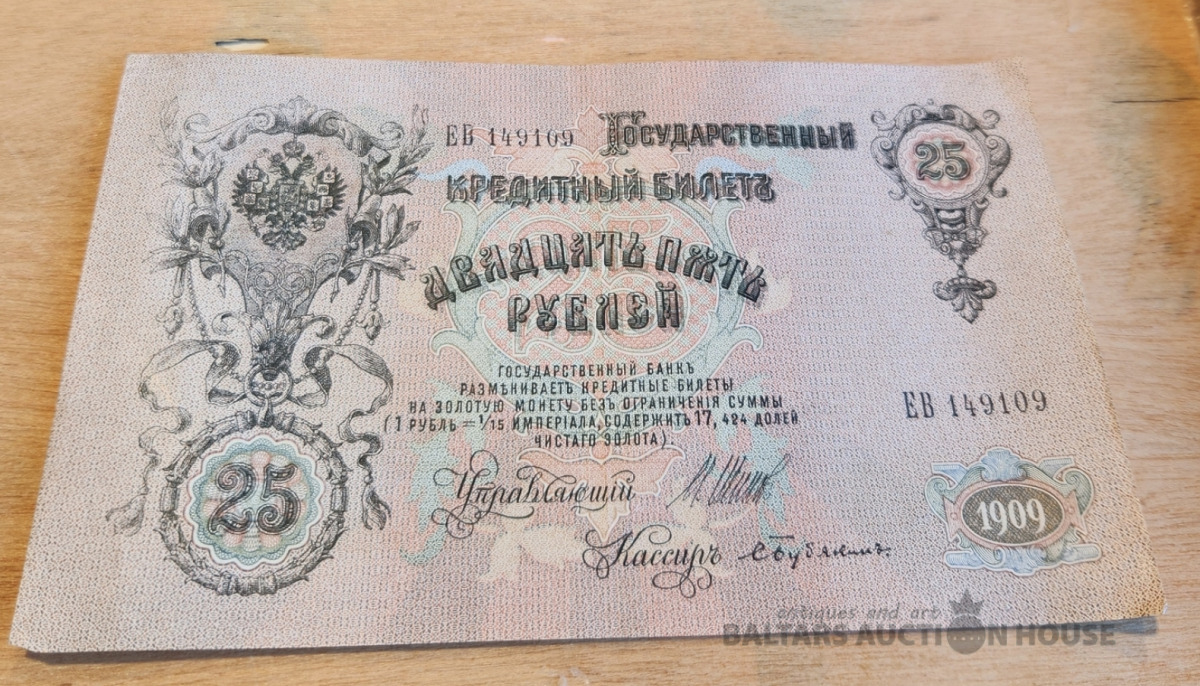 ЕВ 149109 Государственный
25
кредитный билетъ
двадцать пять
рублей
Государственный банкъ
размѣниваетъ кредитные билеты
на золотую монету безъ ограниченія суммы
(1 рубль = 1/15 имперіала, содержитъ 17, 424 долей
чистаго золота).
ЕВ 149109
25
Управляющій
1909
Кассиръ
antiques and art
BALTARS AUCTION HOUSE